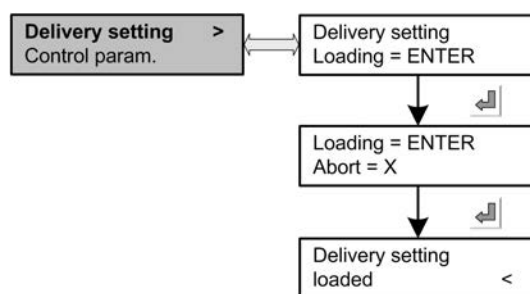 Delivery setting >
Control param.
Delivery setting
Loading = ENTER
Loading = ENTER
Abort = X
Delivery setting
loaded <